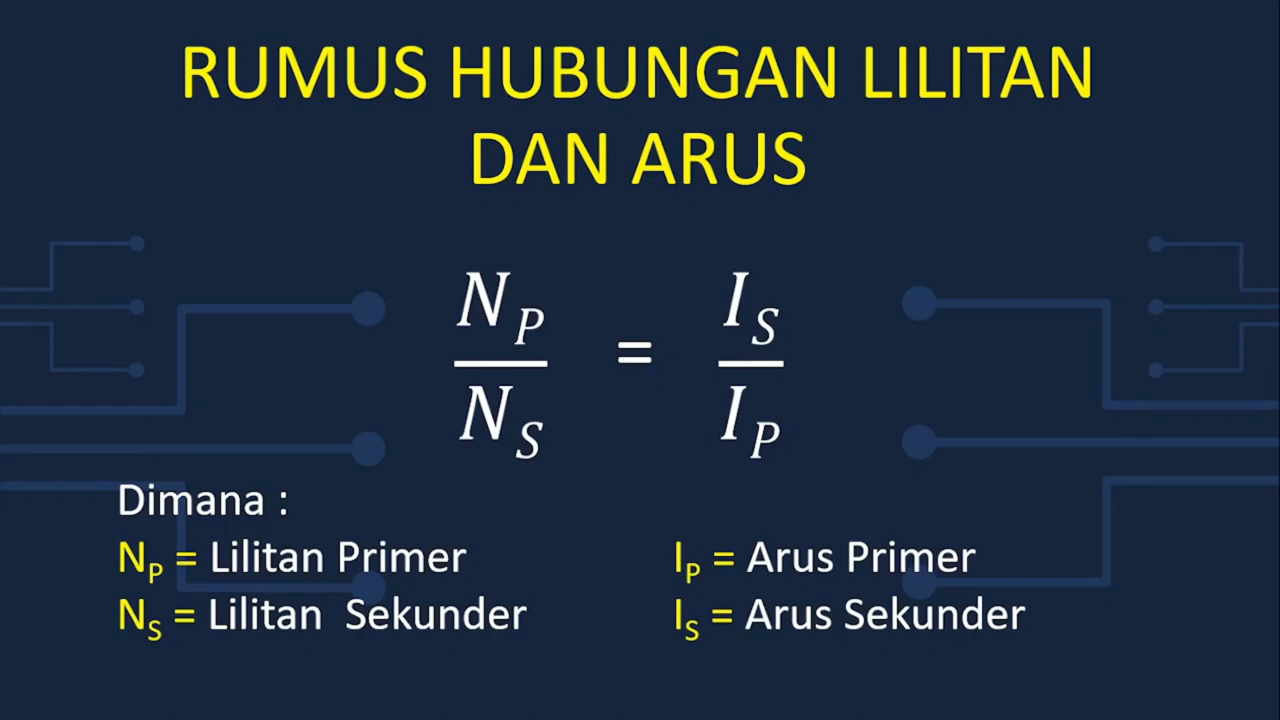 RUMUS HUBUNGAN LILITAN
DAN ARUS
N_P / N_S = I_S / I_P
Dimana :
N_P = Lilitan Primer
I_P = Arus Primer
N_S = Lilitan Sekunder
I_S = Arus Sekunder